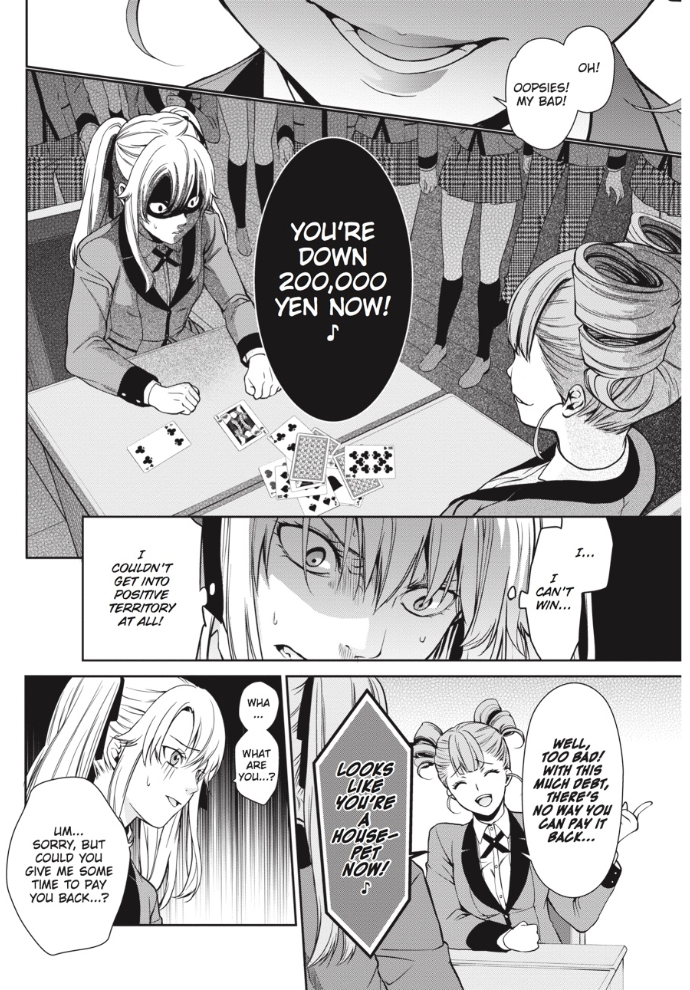 OH!
OOPSIES!
MY BAD!
YOU'RE
DOWN
200,000
YEN NOW!
♪
I...
I
CAN'T
WIN...
I
COULDN'T
GET INTO
POSITIVE
TERRITORY
AT ALL!
WELL,
TOO BAD!
WITH THIS
MUCH DEBT,
THERE'S
NO WAY YOU
CAN PAY IT
BACK...
LOOKS
LIKE
YOU'RE
A
HOUSE-
PET
NOW!
♪
WHA
...
WHAT
ARE
YOU...?
UM...
SORRY, BUT
COULD YOU
GIVE ME SOME
TIME TO PAY
YOU BACK...?